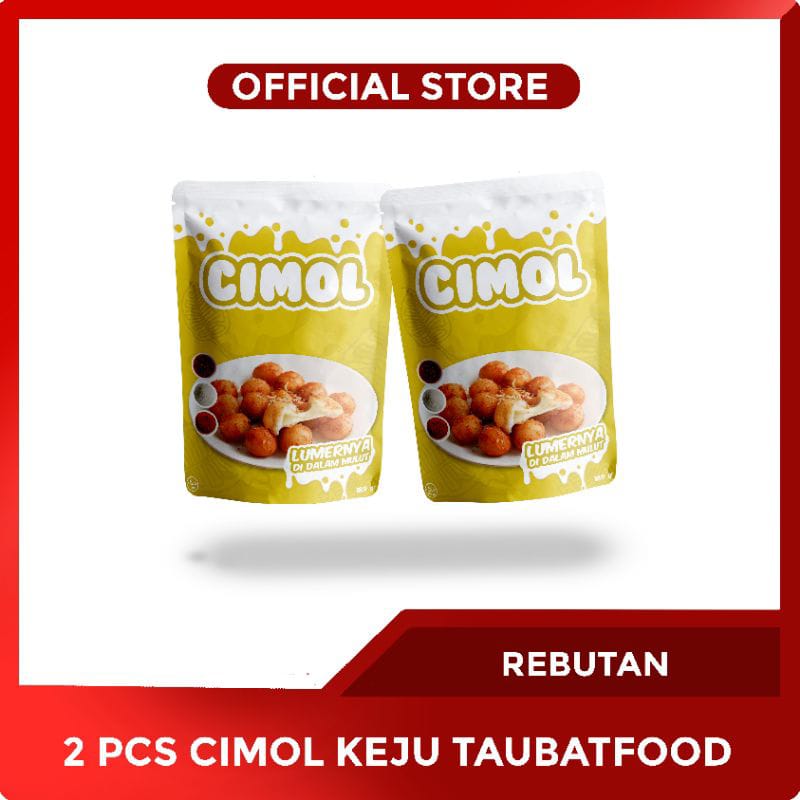 OFFICIAL STORE
CIMOL
LUMERNYA
DI DALAM MULUT
CIMOL
LUMERNYA
DI DALAM MULUT
REBUTAN
2 PCS CIMOL KEJU TAUBATFOOD